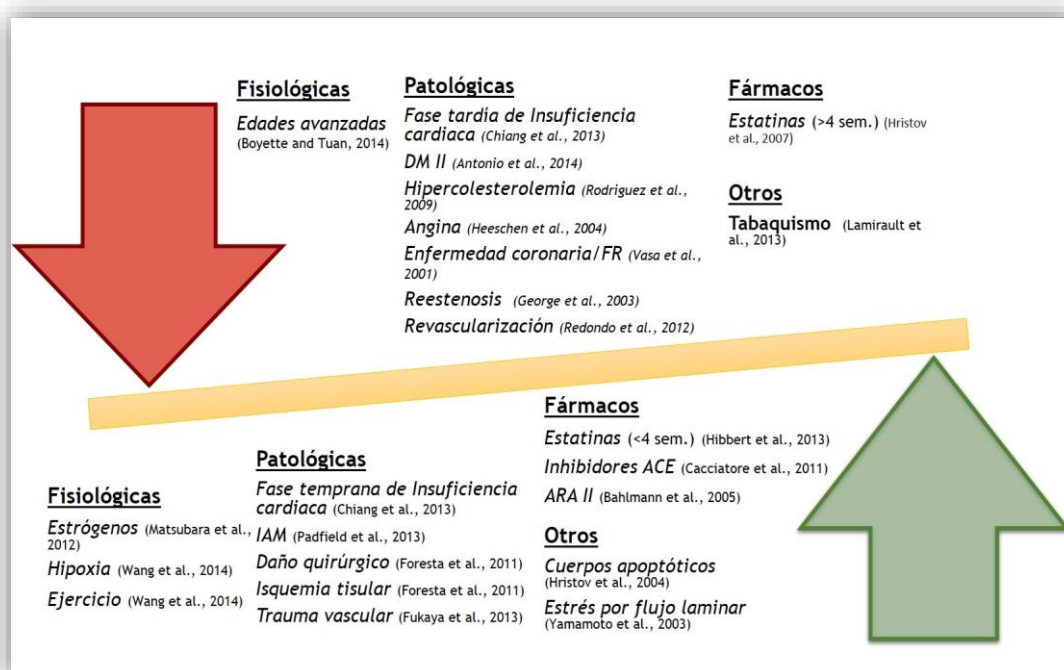 Fisiológicas
Edades avanzadas
(Boyette and Tuan, 2014)
Patológicas
Fase tardía de Insuficiencia
cardiaca (Chiang et al., 2013)
DM II (Antonio et al., 2014)
Hipercolesterolemia (Rodriguez et al.,
2009)
Angina (Heeschen et al., 2004)
Enfermedad coronaria/FR (Vasa et al.,
2001)
Reestenosis (George et al., 2003)
Revascularización (Redondo et al., 2012)
Fármacos
Estatinas (>4 sem.) (Hristov
et al., 2007)
Otros
Tabaquismo (Lamirault et
al., 2013)
Fisiológicas
Estrógenos (Matsubara et al.,
2012)
Hipoxia (Wang et al., 2014)
Ejercicio (Wang et al., 2014)
Patológicas
Fase temprana de Insuficiencia
cardiaca (Chiang et al., 2013)
IAM (Padfield et al., 2013)
Daño quirúrgico (Foresta et al., 2011)
Isquemia tisular (Foresta et al., 2011)
Trauma vascular (Fukaya et al., 2013)
Fármacos
Estatinas (<4 sem.) (Hibbert et al., 2013)
Inhibidores ACE (Cacciatore et al., 2011)
ARA II (Bahlmann et al., 2005)
Otros
Cuerpos apoptóticos
(Hristov et al., 2004)
Estrés por flujo laminar
(Yamamoto et al., 2003)